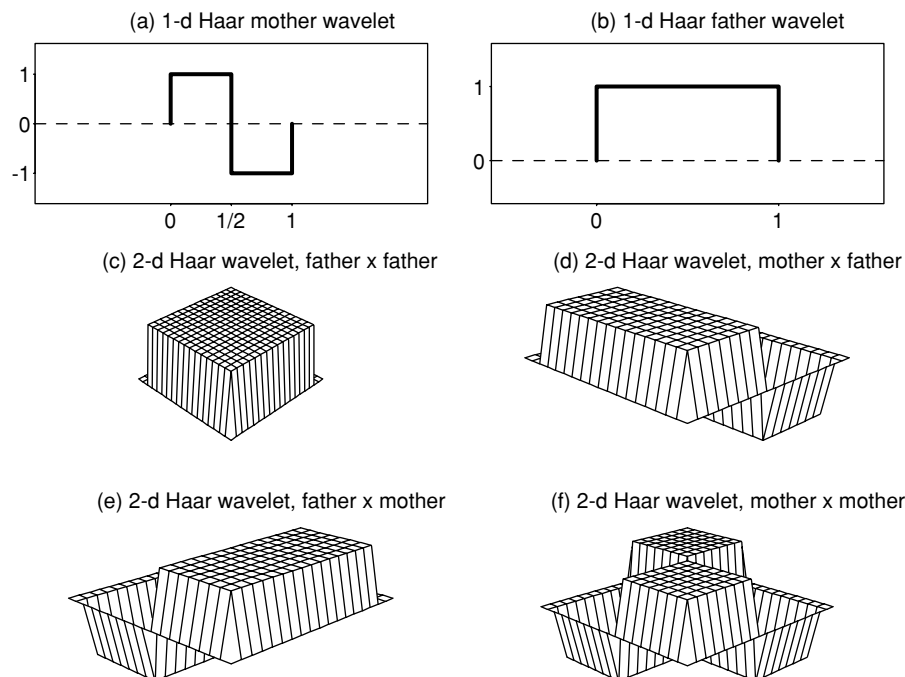 (a) 1-d Haar mother wavelet
1
0
-1
0 1/2 1
(b) 1-d Haar father wavelet
1
0
0 1
(c) 2-d Haar wavelet, father x father
(d) 2-d Haar wavelet, mother x father
(e) 2-d Haar wavelet, father x mother
(f) 2-d Haar wavelet, mother x mother